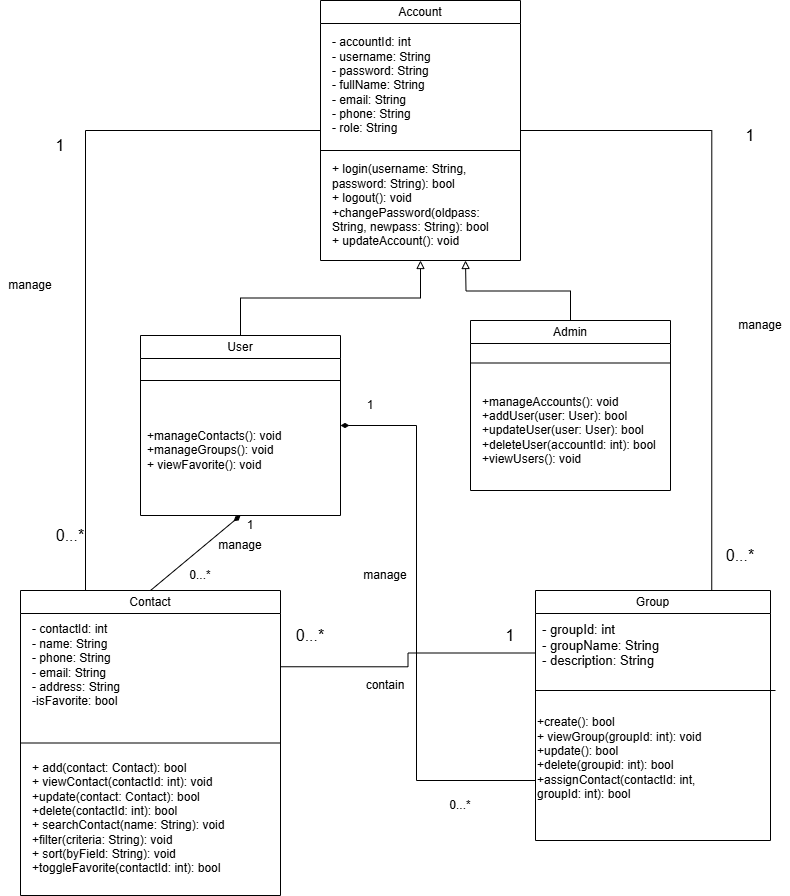 Account
- accountId: int
- username: String
- password: String
- fullName: String
- email: String
- phone: String
- role: String
+ login(username: String,
password: String): bool
+ logout(): void
+changePassword(oldpass:
String, newpass: String): bool
+ updateAccount(): void
1
1
manage
manage
User
+manageContacts(): void
+manageGroups(): void
+ viewFavorite(): void
Admin
+manageAccounts(): void
+addUser(user: User): bool
+updateUser(user: User): bool
+deleteUser(accountId: int): bool
+viewUsers(): void
1
0...*
1
manage
0...*
manage
0...*
Contact
- contactId: int
- name: String
- phone: String
- email: String
- address: String
-isFavorite: bool
+ add(contact: Contact): bool
+ viewContact(contactId: int): void
+update(contact: Contact): bool
+delete(contactId: int): bool
+ searchContact(name: String): void
+filter(criteria: String): void
+ sort(byField: String): void
+toggleFavorite(contactId: int): bool
0...*
1
contain
0...*
Group
- groupId: int
- groupName: String
- description: String
+create(): bool
+ viewGroup(groupId: int): void
+update(): bool
+delete(groupid: int): bool
+assignContact(contactId: int,
groupId: int): bool